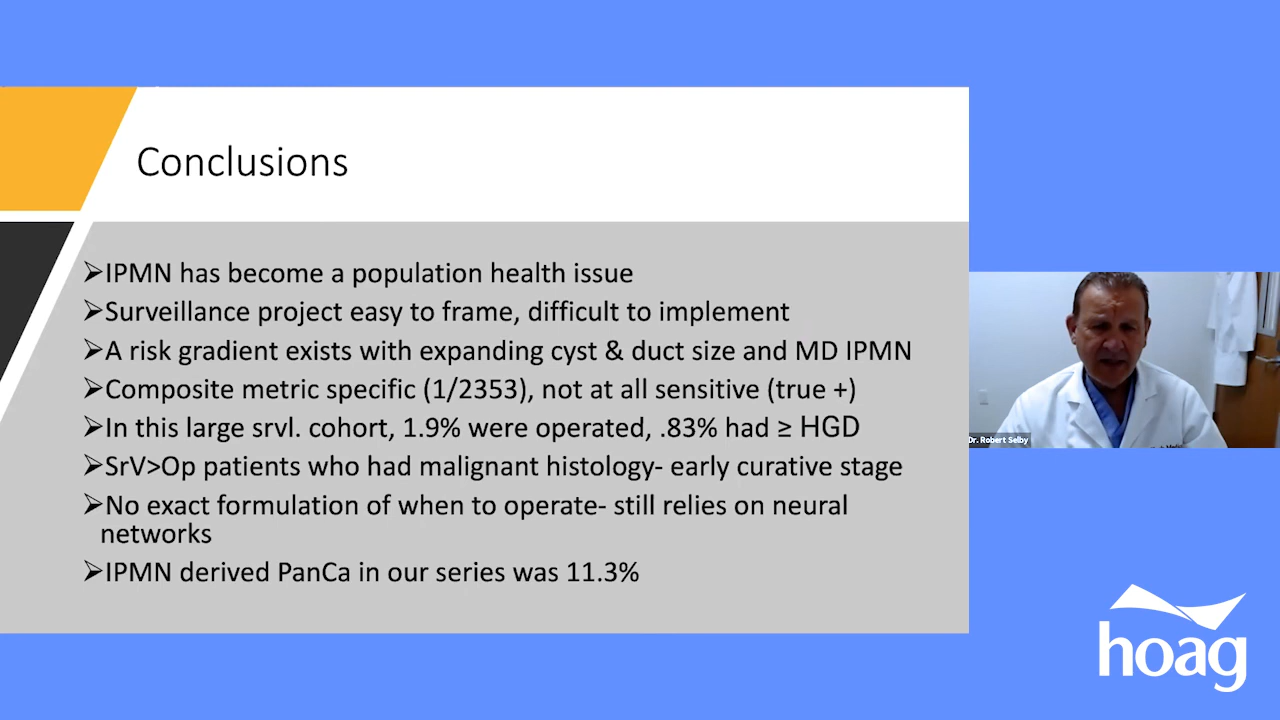 Conclusions
➢IPMN has become a population health issue
➢Surveillance project easy to frame, difficult to implement
➢A risk gradient exists with expanding cyst & duct size and MD IPMN
➢Composite metric specific (1/2353), not at all sensitive (true +)
➢In this large srvl. cohort, 1.9% were operated, .83% had ≥ HGD
➢SrV>Op patients who had malignant histology- early curative stage
➢No exact formulation of when to operate- still relies on neural
networks
➢IPMN derived PanCa in our series was 11.3%
Dr. Robert Selby
hoag